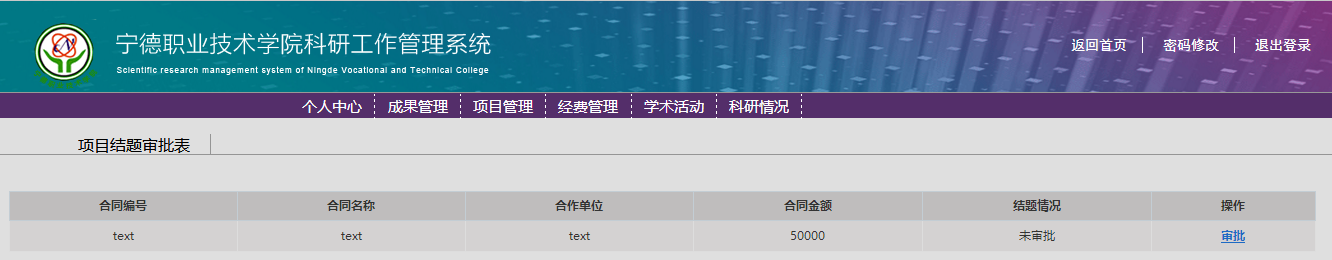 宁德职业技术学院科研工作管理系统
Scientific research management system of Ningde Vocational and Technical College
返回首页 密码修改 退出登录
个人中心 成果管理 项目管理 经费管理 学术活动 科研情况
项目结题审批表
合同编号 合同名称 合作单位 合同金额 结题情况 操作
text text text 50000 未审批 审批